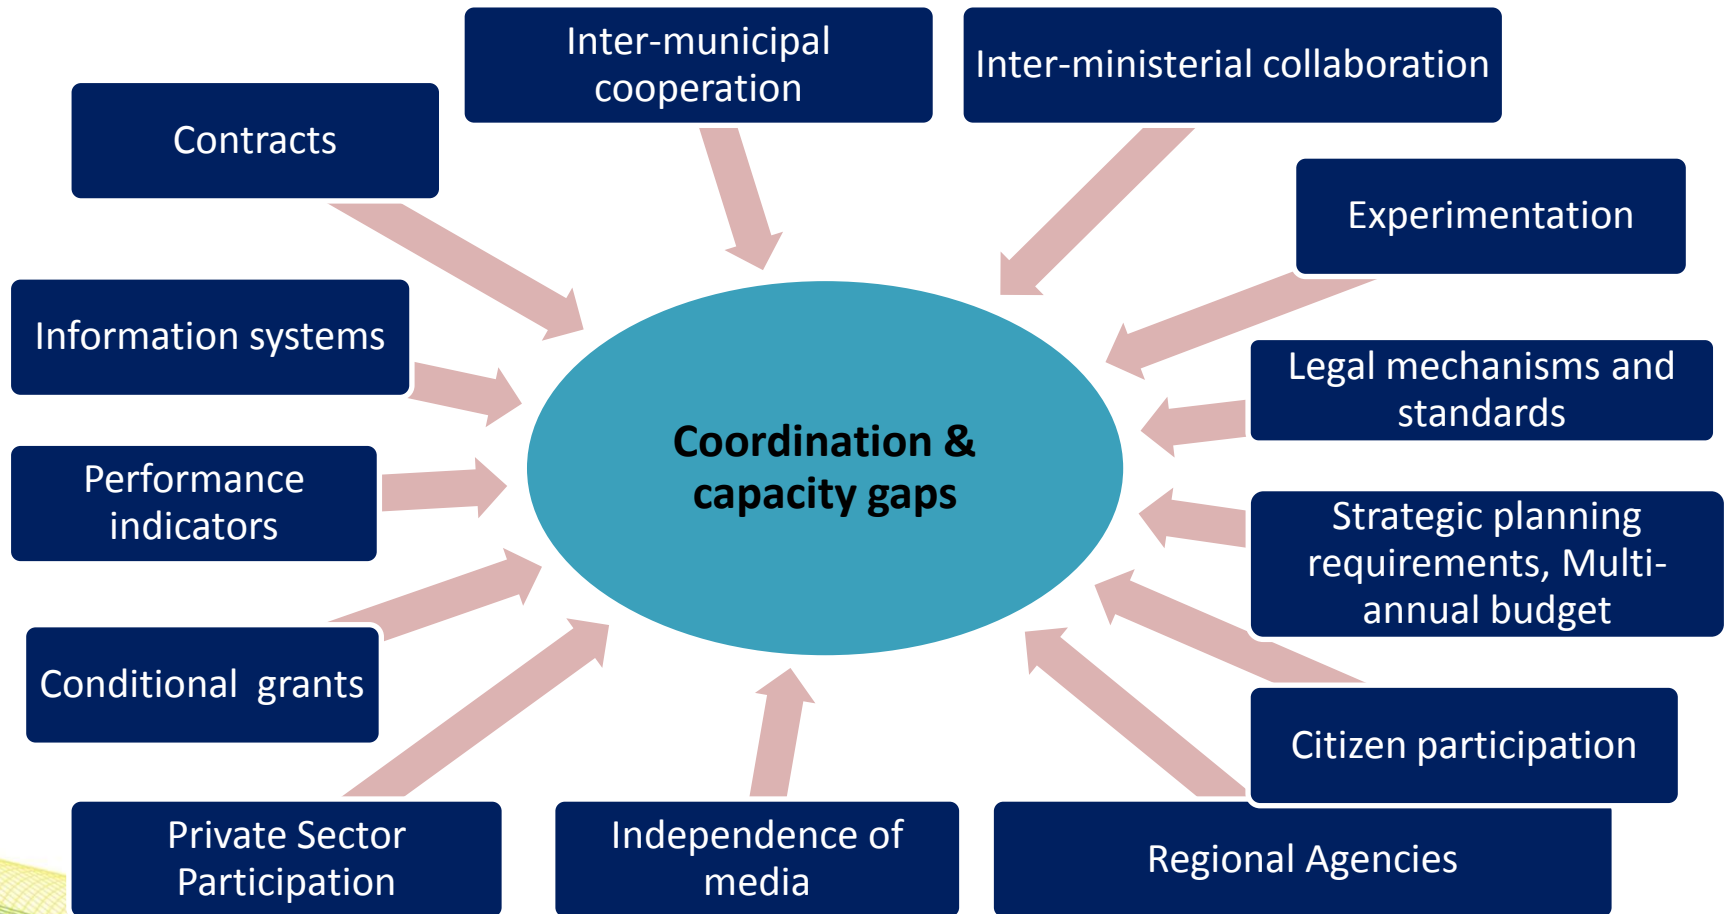 Inter-municipal
cooperation
Inter-ministerial collaboration
Contracts
Experimentation
Information systems
Legal mechanisms and
standards
Coordination &
capacity gaps
Performance
indicators
Strategic planning
requirements, Multi-
annual budget
Conditional  grants
Citizen participation
Private Sector
Participation
Independence of
media
Regional Agencies